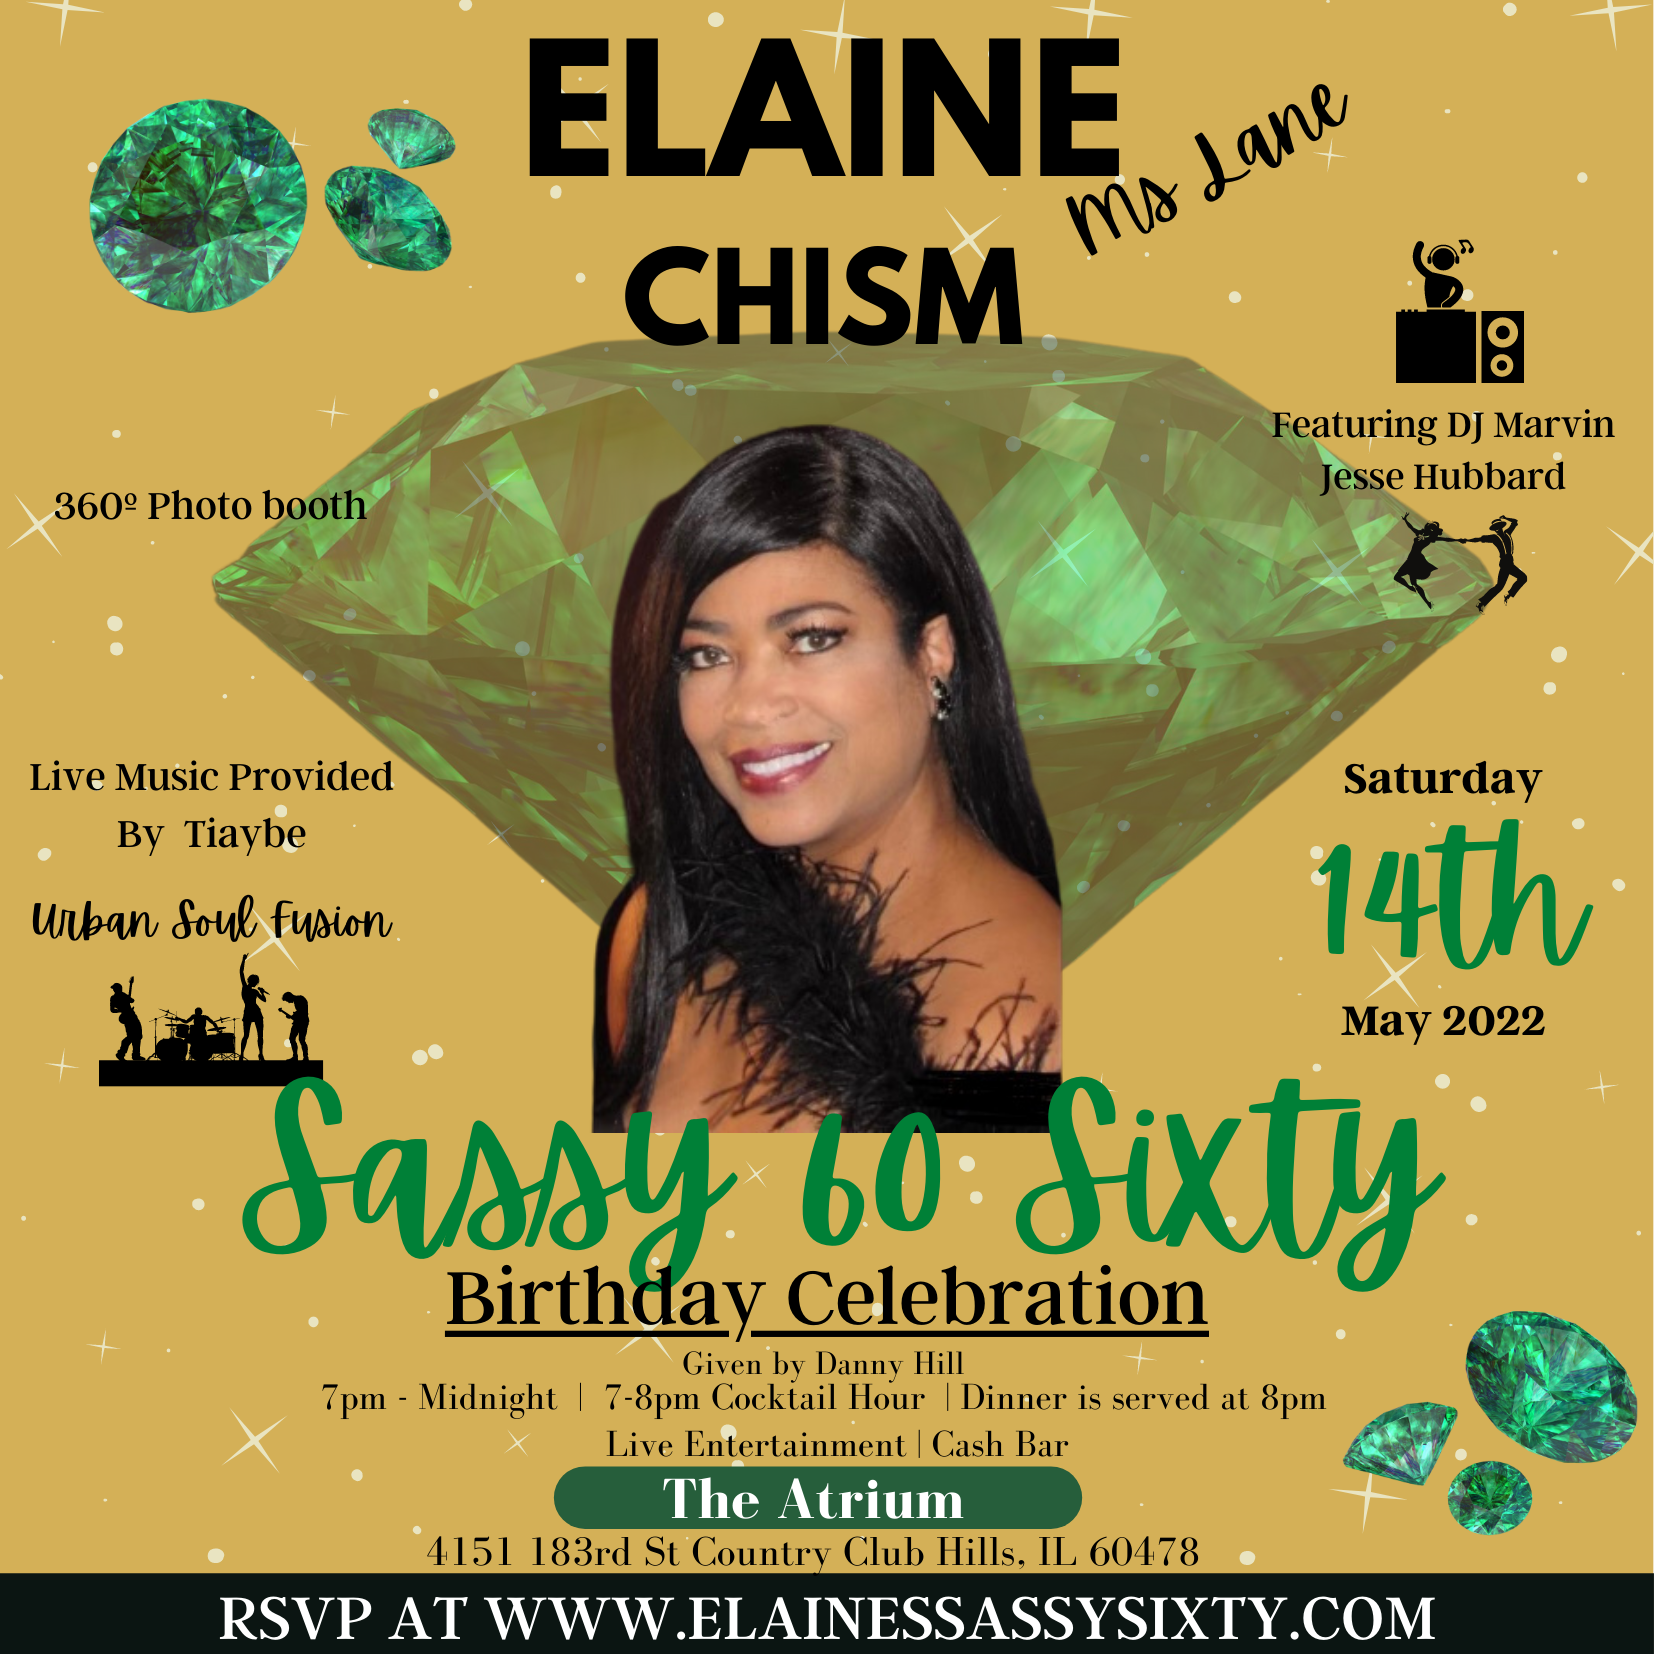 ELAINE
Ms Lane
CHISM
Featuring DJ Marvin
Jesse Hubbard
360º Photo booth
Live Music Provided
By Tiaybe
Urban Soul Fusion
Saturday
14th
May 2022
Sassy 60 Sixty
Birthday Celebration
Given by Danny Hill
7pm - Midnight | 7-8pm Cocktail Hour | Dinner is served at 8pm
Live Entertainment | Cash Bar
The Atrium
4151 183rd St Country Club Hills, IL 60478
RSVP AT WWW.ELAINESSASSYSIXTY.COM